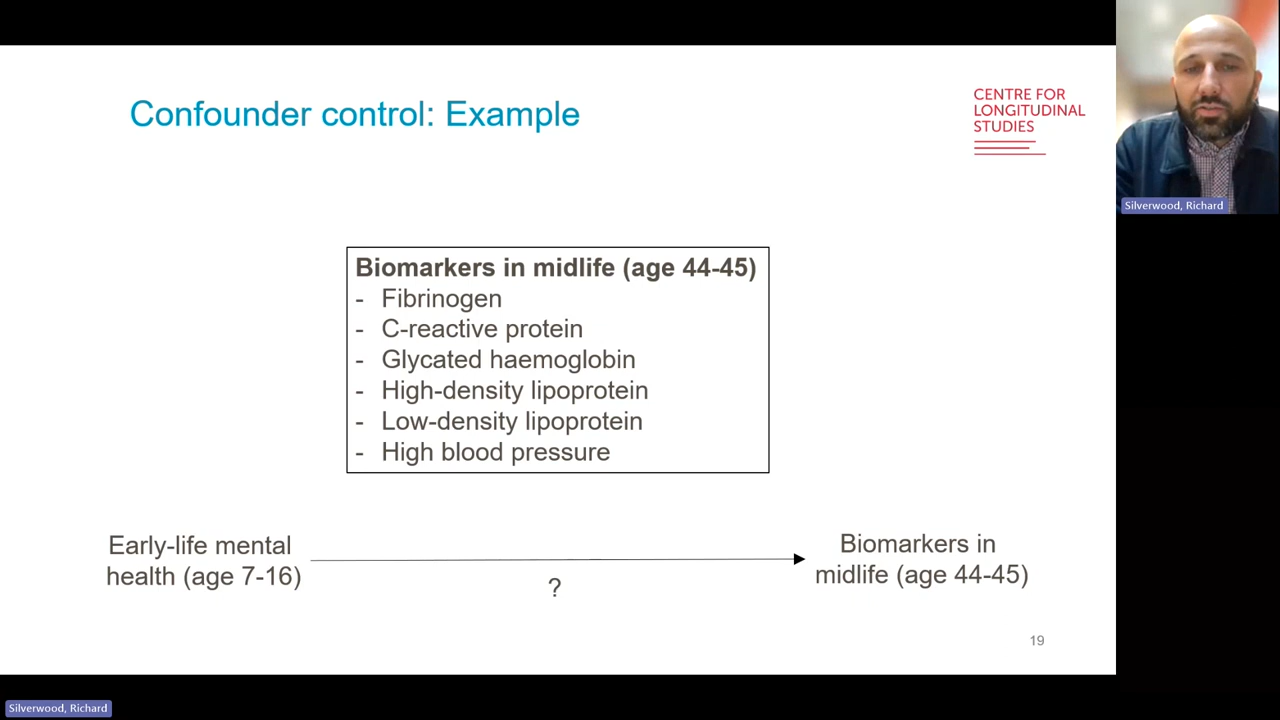 Confounder control: Example
CENTRE FOR
LONGITUDINAL
STUDIES
Silverwood, Richard
Biomarkers in midlife (age 44-45)
- Fibrinogen
- C-reactive protein
- Glycated haemoglobin
- High-density lipoprotein
- Low-density lipoprotein
- High blood pressure
Early-life mental
health (age 7-16)
?
Biomarkers in
midlife (age 44-45)
19
Silverwood, Richard